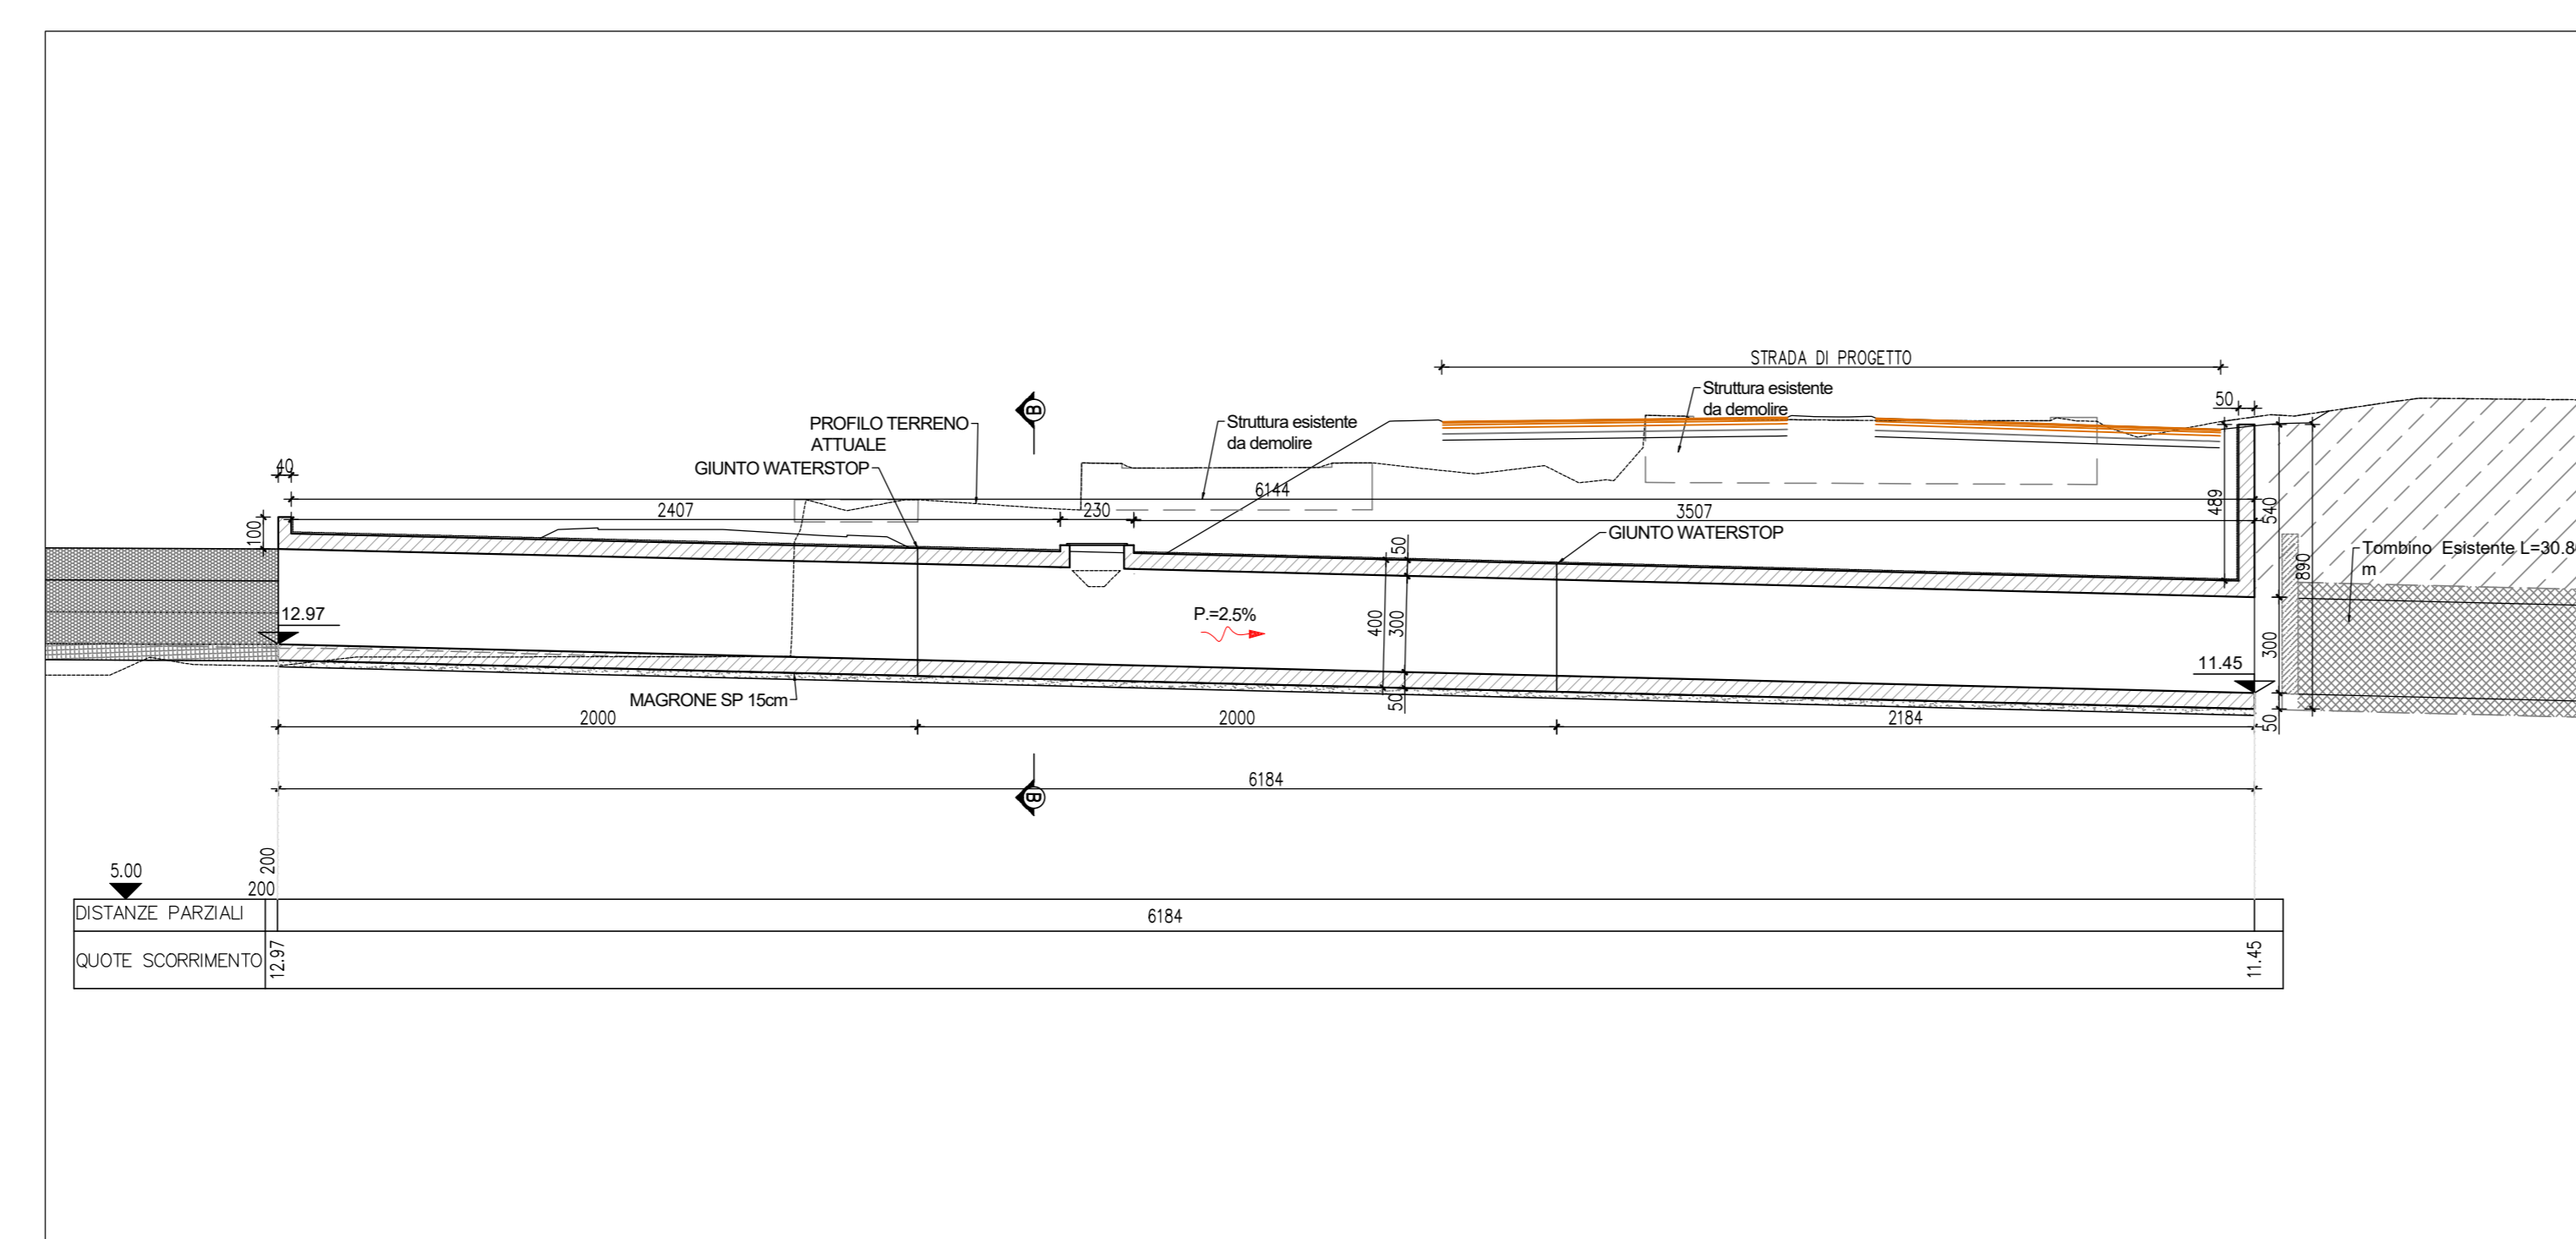 STRADA DI PROGETTO
Struttura esistente
da demolire
50
PROFILO TERRENO
ATTUALE
Struttura esistente
da demolire
B
GIUNTO WATERSTOP
40
6144
2407
230
3507
489
540
100
50
GIUNTO WATERSTOP
Tombino Esistente L=30.8
m
890
12.97
P.=2.5%
400
300
300
11.45
MAGRONE SP 15cm
50
50
2000
2000
2184
6184
B
5.00
200
200
DISTANZE PARZIALI
6184
QUOTE SCORRIMENTO
12.97
11.45